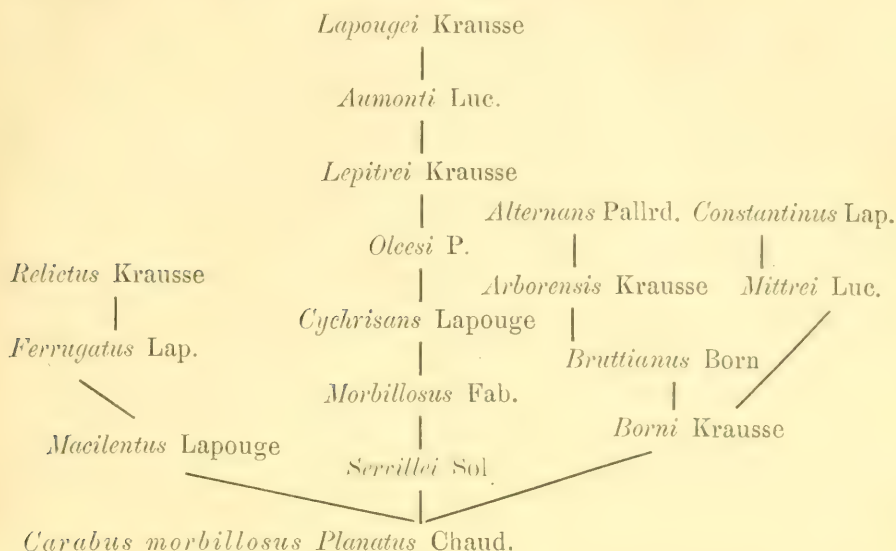 Lapougei Krausse
Aumonti Luc.
Lepitrei Krausse
Alternans Pallrd. Constantinus Lap.
Olcesi P.
Relictus Krausse
Arborensis Krausse Mittrei Luc.
Cychrisans Lapouge
Ferrugatus Lap.
Bruttianus Born
Morbillosus Fab.
Borni Krausse
Macilentus Lapouge
Servillei Sol
Carabus morbillosus Planatus Chaud.